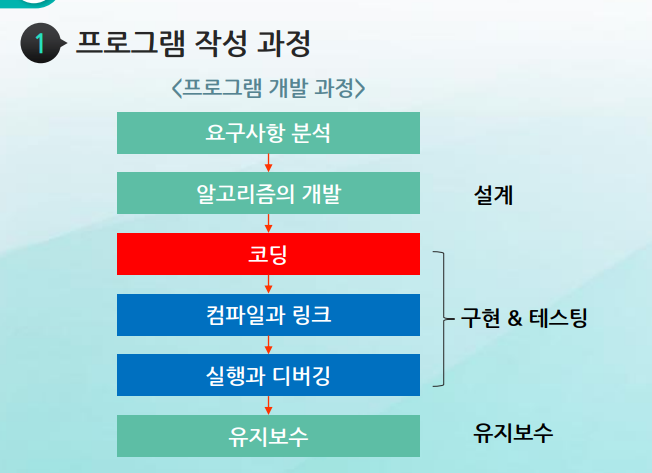 1 프로그램 작성 과정
<프로그램 개발 과정>
요구사항 분석
알고리즘의 개발
설계
코딩
컴파일과 링크
구현 & 테스팅
실행과 디버깅
유지보수
유지보수